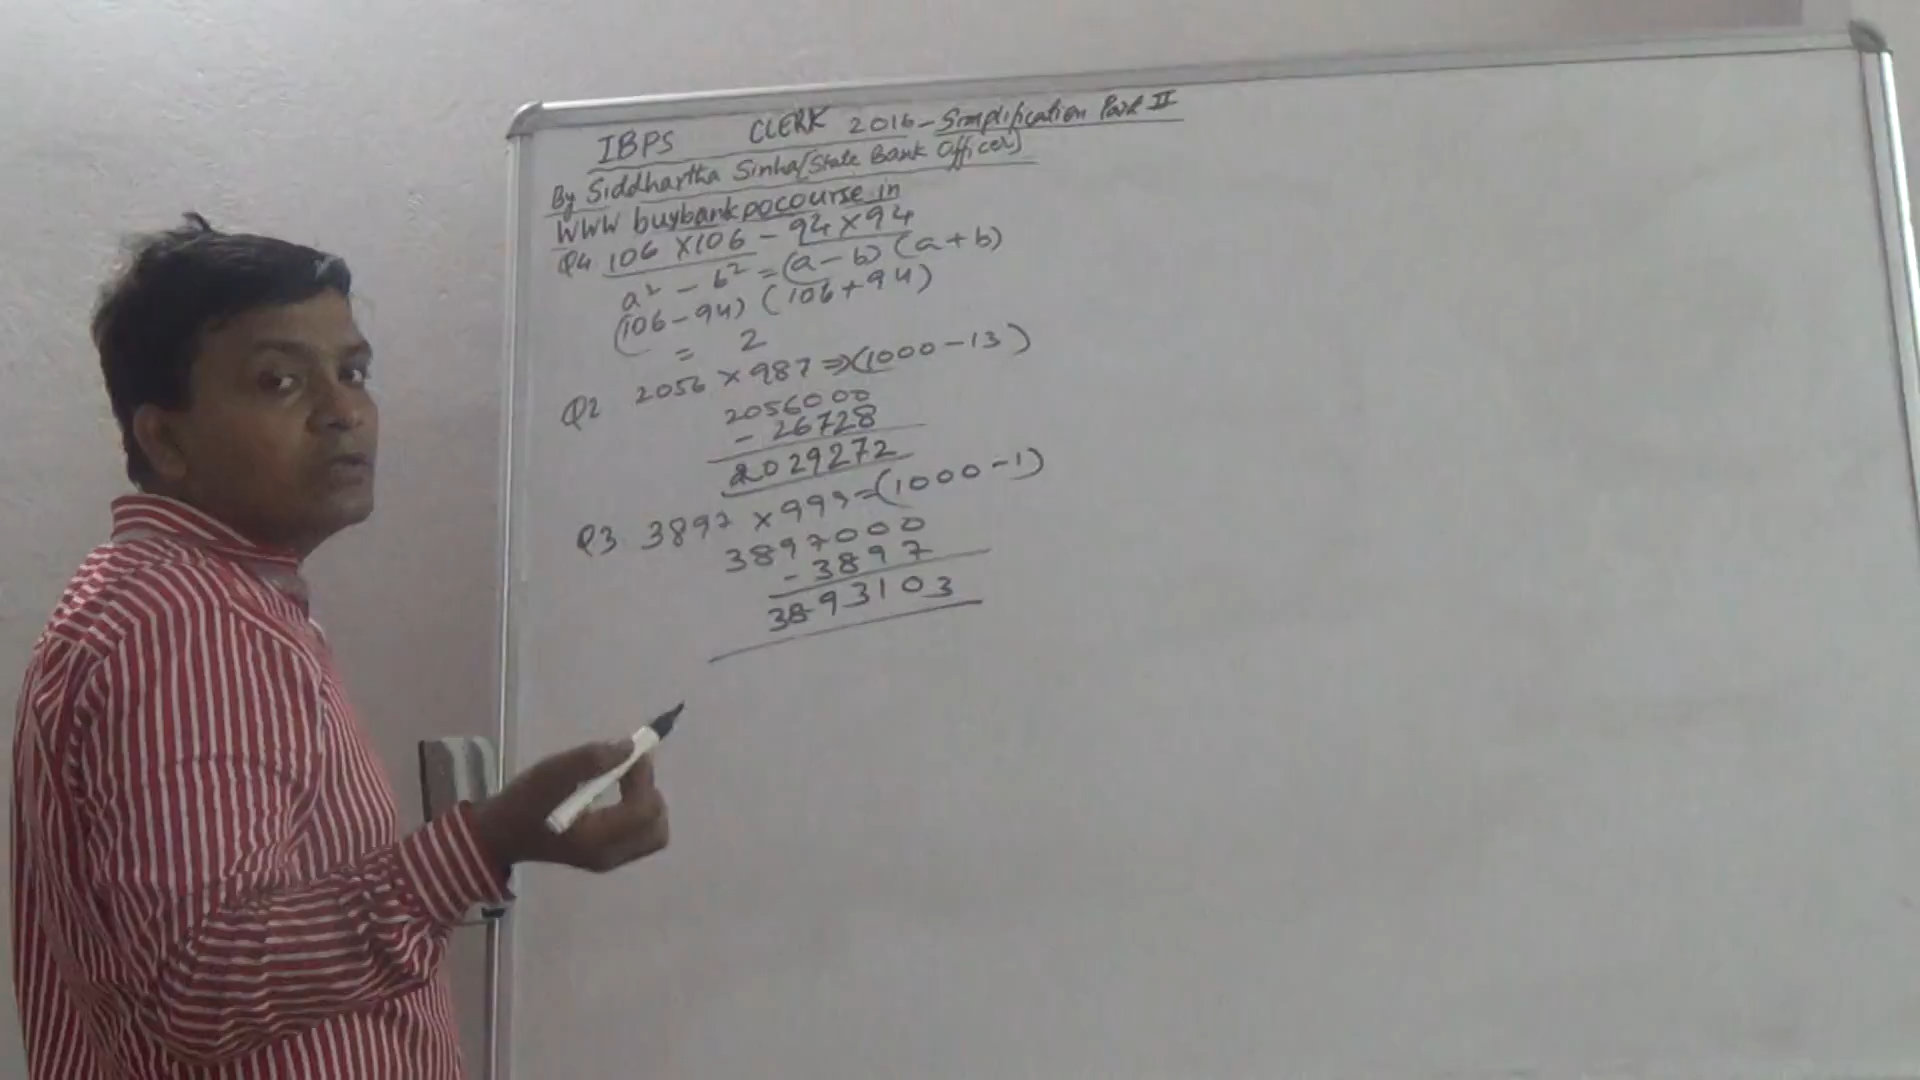 IBPS CLERK 2016 - Simplification Part II
By Siddhartha Sinha [State Bank Officer]
WWW buybankpocourse.in
Q4 106 X106 - 94 X94
a² - b² = (a - b) (a + b)
(106 - 94) (106 + 94)
= 2
Q2 2056 × 987 ⇒ (1000 - 13)
2056000
- 26728
2029272
Q3 3897 × 999 = (1000 - 1)
3897000
- 3897
3893103